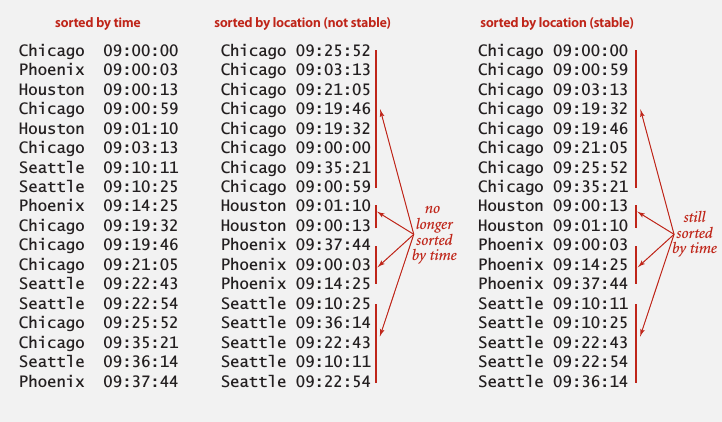 sorted by time
Chicago 09:00:00
Phoenix 09:00:03
Houston 09:00:13
Chicago 09:00:59
Houston 09:01:10
Chicago 09:03:13
Seattle 09:10:11
Seattle 09:10:25
Phoenix 09:14:25
Chicago 09:19:32
Chicago 09:19:46
Chicago 09:21:05
Seattle 09:22:43
Seattle 09:22:54
Chicago 09:25:52
Chicago 09:35:21
Seattle 09:36:14
Phoenix 09:37:44
sorted by location (not stable)
Chicago 09:25:52
Chicago 09:03:13
Chicago 09:21:05
Chicago 09:19:46
Chicago 09:19:32
Chicago 09:00:00
Chicago 09:35:21
Chicago 09:00:59
Houston 09:01:10
Houston 09:00:13
Phoenix 09:37:44
Phoenix 09:00:03
Phoenix 09:14:25
Seattle 09:10:25
Seattle 09:36:14
Seattle 09:22:43
Seattle 09:10:11
Seattle 09:22:54
no
longer
sorted
by time
sorted by location (stable)
Chicago 09:00:00
Chicago 09:00:59
Chicago 09:03:13
Chicago 09:19:32
Chicago 09:19:46
Chicago 09:21:05
Chicago 09:25:52
Chicago 09:35:21
Houston 09:00:13
Houston 09:01:10
Phoenix 09:00:03
Phoenix 09:14:25
Phoenix 09:37:44
Seattle 09:10:11
Seattle 09:10:25
Seattle 09:22:43
Seattle 09:22:54
Seattle 09:36:14
still
sorted
by time